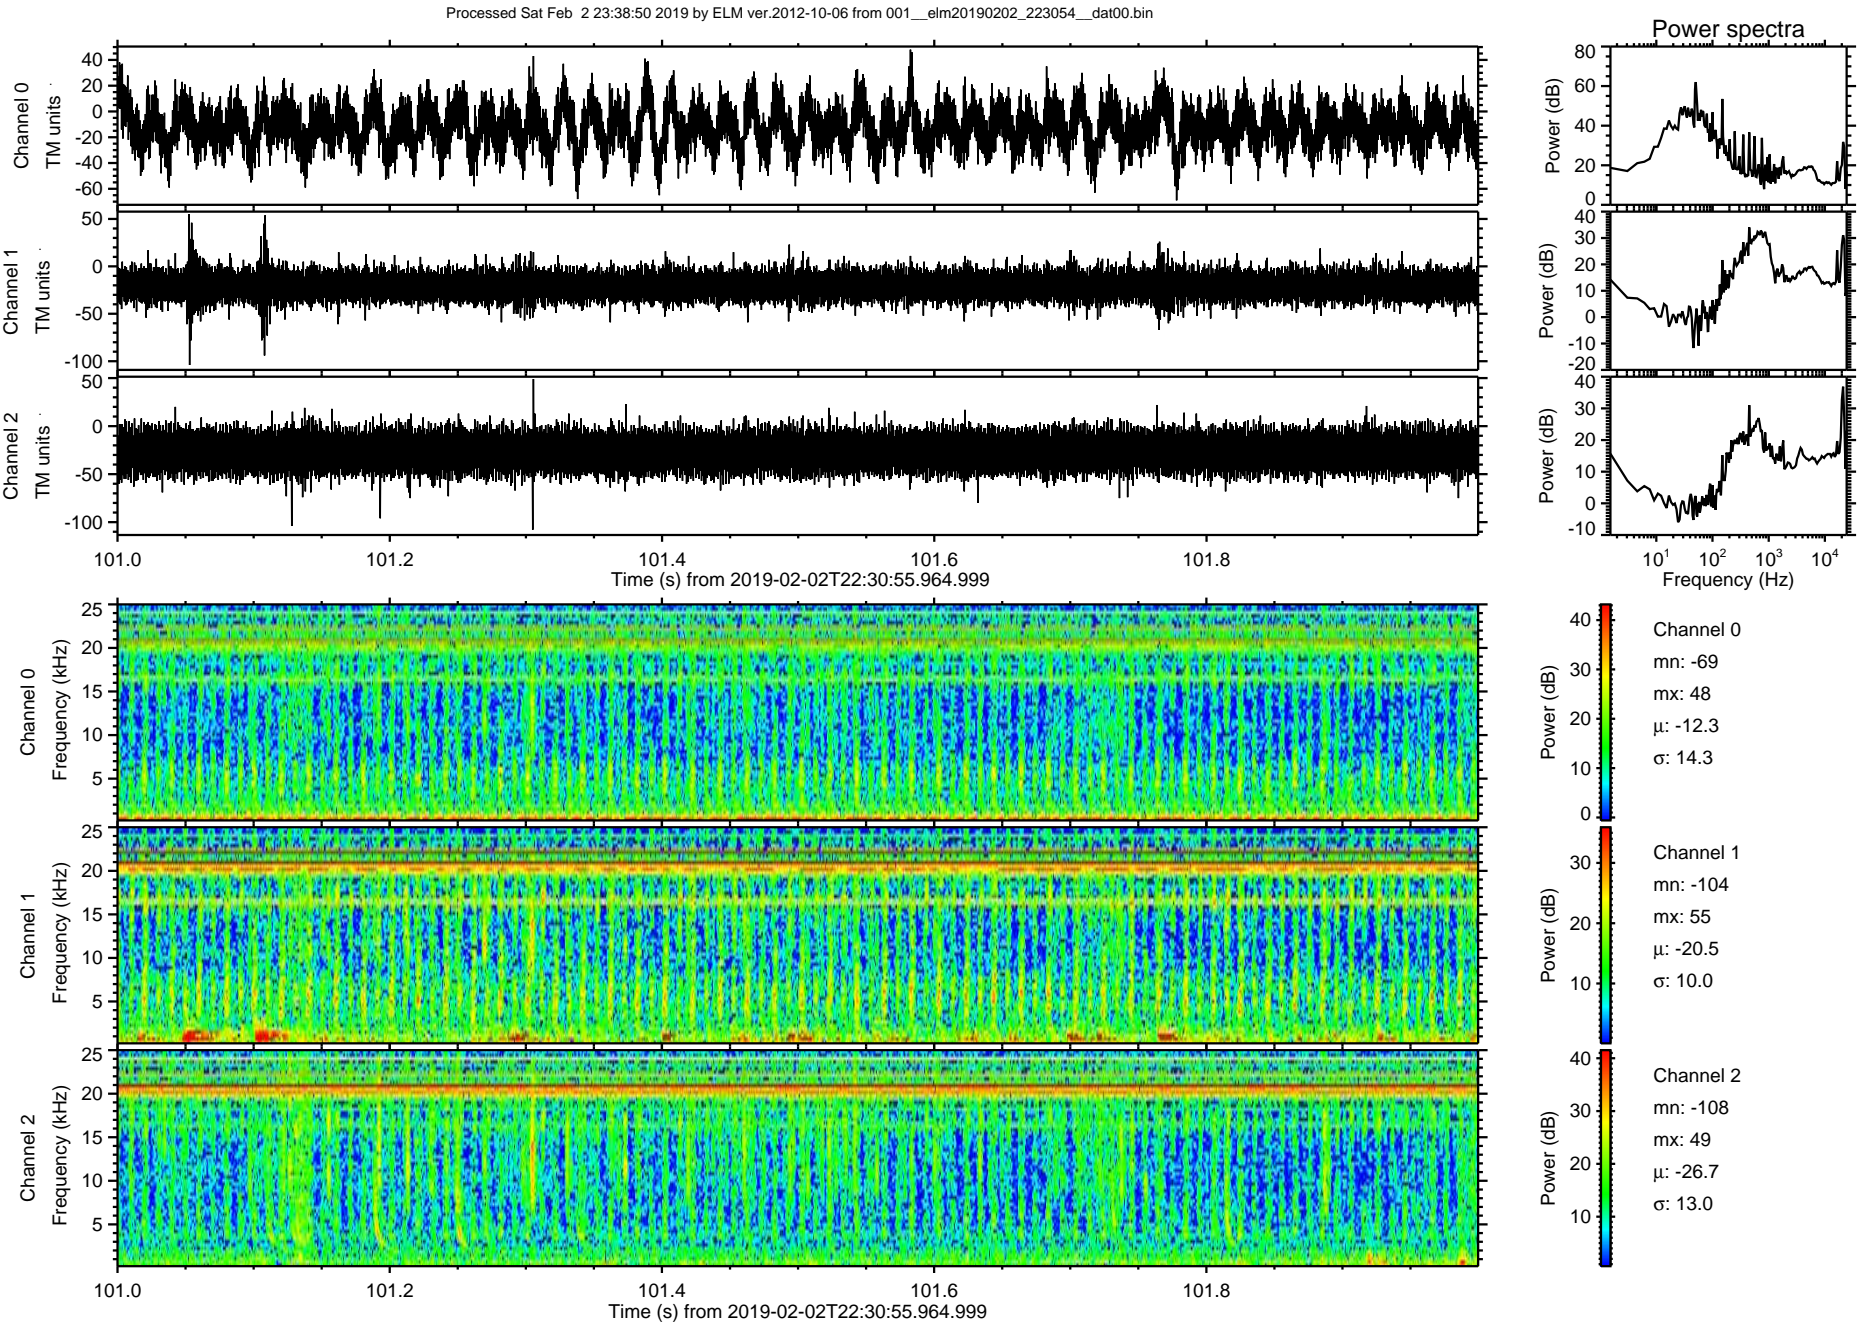 Processed Sat Feb  2 23:38:50 2019 by ELM ver.2012-10-06 from 001__elm20190202_223054__dat00.bin
Power spectra
Channel 0
TM units
40
20
0
-20
-40
-60
Power (dB)
80
60
40
20
0
Channel 1
TM units
50
0
-50
-100
Power (dB)
40
30
20
10
0
-10
-20
Channel 2
TM units
50
0
-50
-100
Power (dB)
40
30
20
10
0
-10
101.0
101.2
101.4
101.6
101.8
Time (s) from 2019-02-02T22:30:55.964.999
10^1
10^2
10^3
10^4
Frequency (Hz)
Channel 0
Frequency (kHz)
25
20
15
10
5
Power (dB)
40
30
20
10
0
Channel 0
mn: -69
mx: 48
μ: -12.3
σ: 14.3
Channel 1
Frequency (kHz)
25
20
15
10
5
Power (dB)
30
20
10
Channel 1
mn: -104
mx: 55
μ: -20.5
σ: 10.0
Channel 2
Frequency (kHz)
25
20
15
10
5
Power (dB)
40
30
20
10
Channel 2
mn: -108
mx: 49
μ: -26.7
σ: 13.0
101.0
101.2
101.4
101.6
101.8
Time (s) from 2019-02-02T22:30:55.964.999